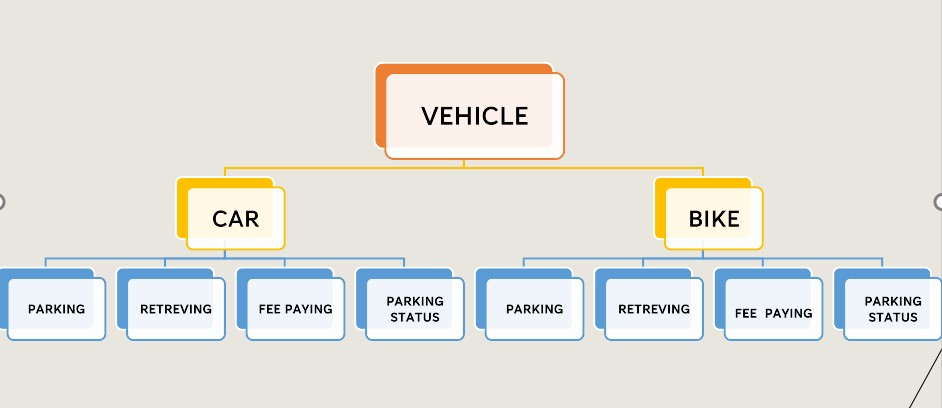 VEHICLE
CAR
BIKE
PARKING
RETREVING
FEE PAYING
PARKING
STATUS
PARKING
RETREVING
FEE  PAYING
PARKING
STATUS